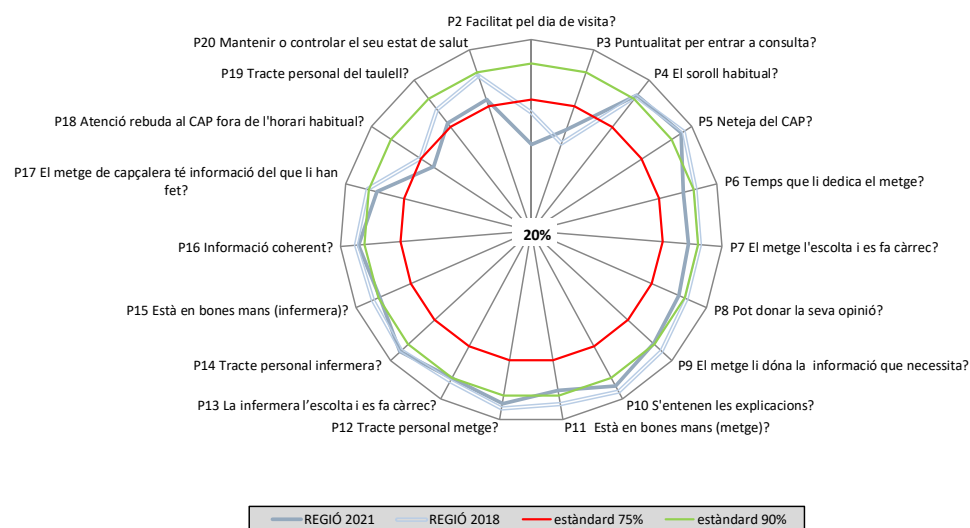 P2 Facilitat pel dia de visita?
P3 Puntualitat per entrar a consulta?
P4 El soroll habitual?
P5 Neteja del CAP?
P6 Temps que li dedica el metge?
P7 El metge l'escolta i es fa càrrec?
P8 Pot donar la seva opinió?
P9 El metge li dóna la informació que necessita?
P10 S'entenen les explicacions?
P11 Està en bones mans (metge)?
P12 Tracte personal metge?
P13 La infermera l’escolta i es fa càrrec?
P14 Tracte personal infermera?
P15 Està en bones mans (infermera)?
P16 Informació coherent?
P17 El metge de capçalera té informació del que li han
fet?
P18 Atenció rebuda al CAP fora de l'horari habitual?
P19 Tracte personal del taulell?
P20 Mantenir o controlar el seu estat de salut
20%
REGIÓ 2021 REGIÓ 2018 estàndard 75% estàndard 90%